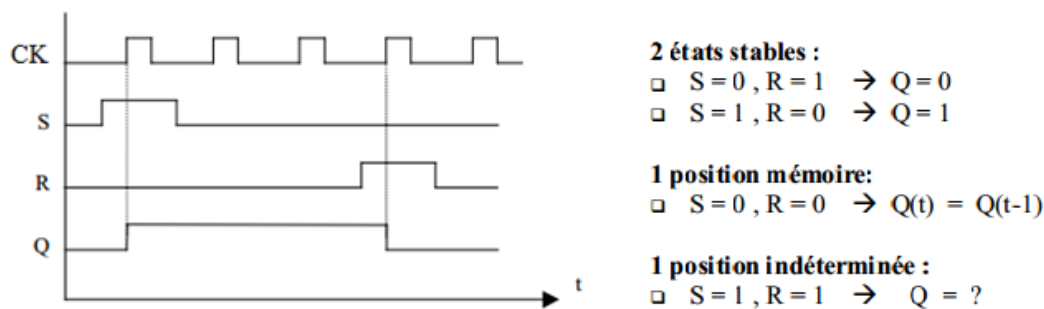 CK
S
R
Q
t
2 états stables :
❑ S = 0 , R = 1 → Q = 0
❑ S = 1 , R = 0 → Q = 1
1 position mémoire:
❑ S = 0 , R = 0 → Q(t) = Q(t-1)
1 position indéterminée :
❑ S = 1 , R = 1 → Q = ?